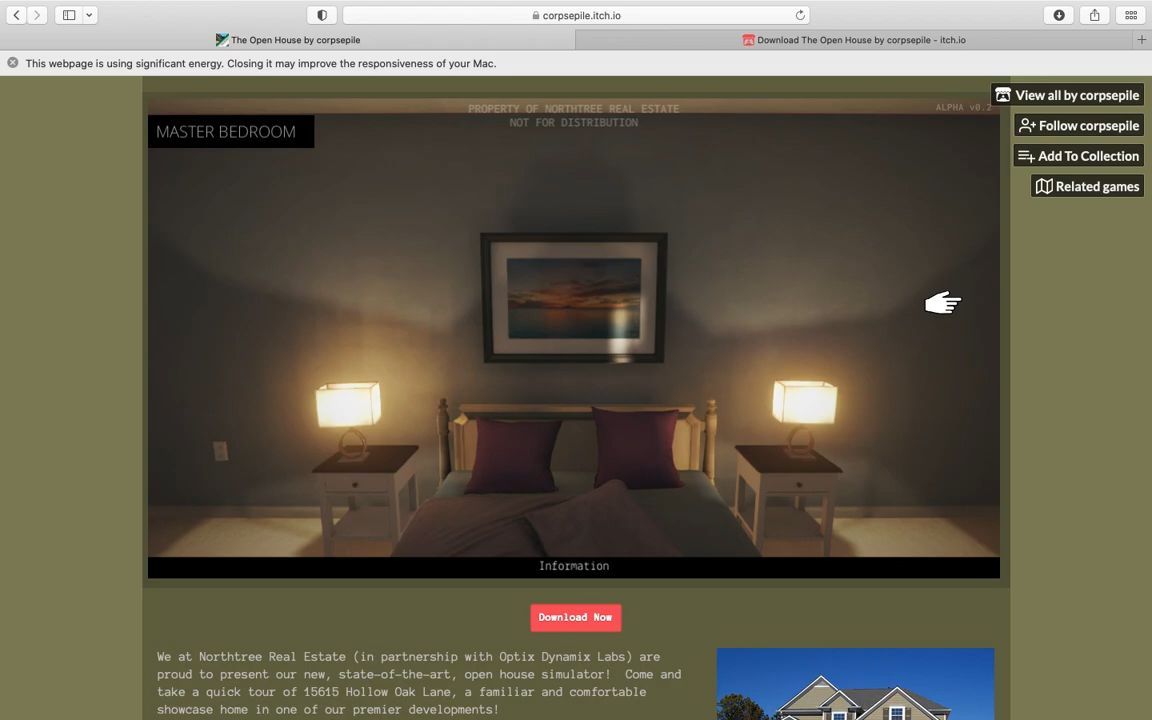 corpsepile.itch.io
The Open House by corpsepile
Download The Open House by corpsepile - itch.io
This webpage is using significant energy. Closing it may improve the responsiveness of your Mac.
View all by corpsepile
Follow corpsepile
Add To Collection
Related games
PROPERTY OF NORTHTREE REAL ESTATE
NOT FOR DISTRIBUTION
ALPHA v0.2
MASTER BEDROOM
Information
Download Now
We at Northtree Real Estate (in partnership with Optix Dynamix Labs) are
proud to present our new, state-of-the-art, open house simulator! Come and
take a quick tour of 15615 Hollow Oak Lane, a familiar and comfortable
showcase home in one of our premier developments!